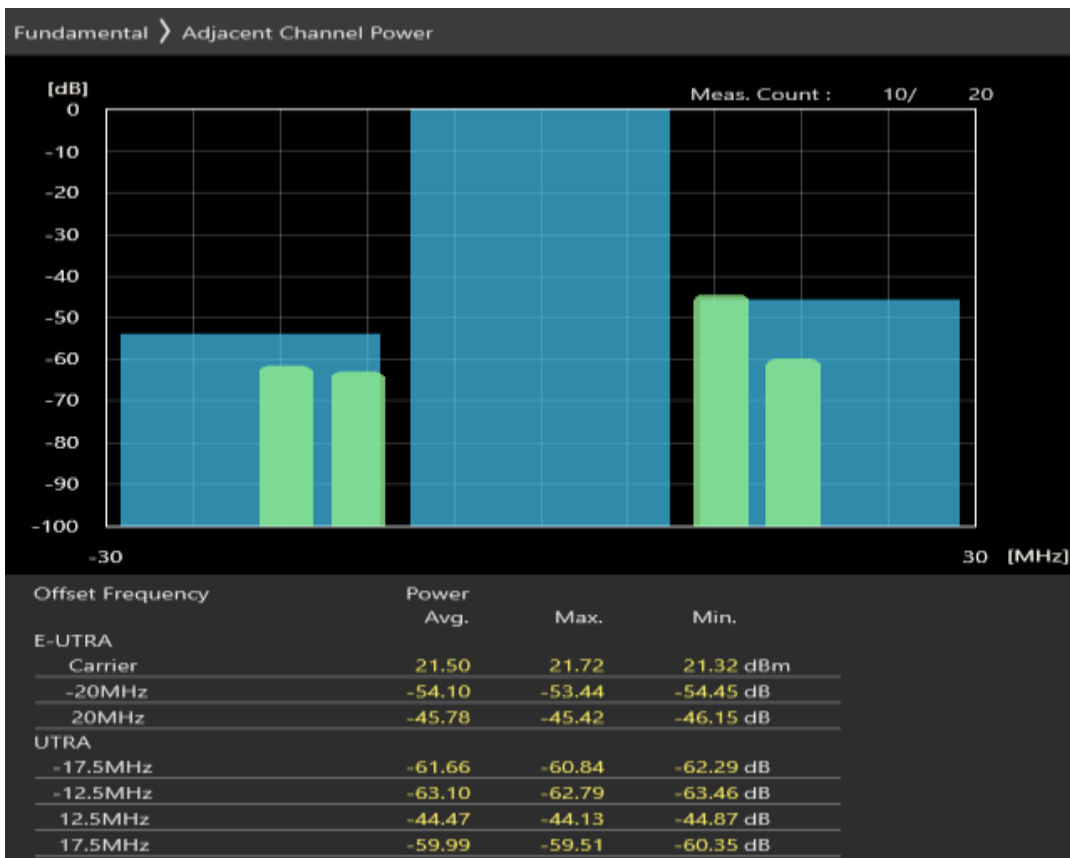 Fundamental 〉 Adjacent Channel Power
[dB]
Meas. Count : 10/ 20
0
-10
-20
-30
-40
-50
-60
-70
-80
-90
-100
-30 30 [MHz]
Offset Frequency Power
Avg. Max. Min.
E-UTRA
Carrier 21.50 21.72 21.32 dBm
-20MHz -54.10 -53.44 -54.45 dB
20MHz -45.78 -45.42 -46.15 dB
UTRA
-17.5MHz -61.66 -60.84 -62.29 dB
-12.5MHz -63.10 -62.79 -63.46 dB
12.5MHz -44.47 -44.13 -44.87 dB
17.5MHz -59.99 -59.51 -60.35 dB